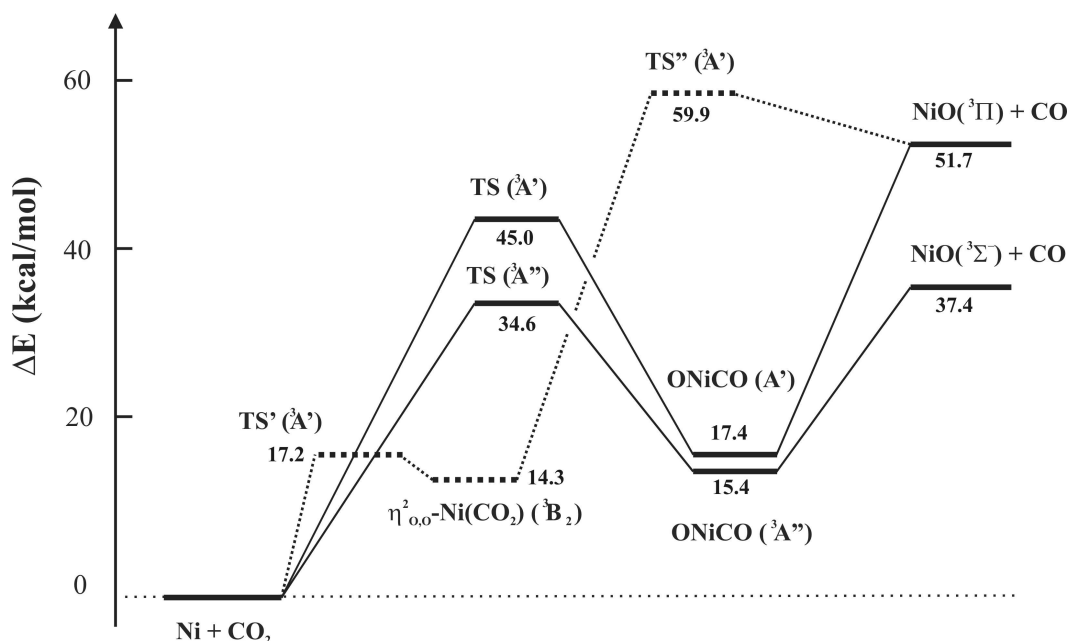 60
TS” (³A’)
59.9
NiO(³Π) + CO
51.7
TS (³A’)
45.0
40
NiO(³Σ⁻) + CO
37.4
TS (³A”)
34.6
ΔE (kcal/mol)
ONiCO (A’)
17.4
20
TS’ (³A’)
17.2
14.3
15.4
η²O,O-Ni(CO₂) (³B₂)
ONiCO (³A”)
0
Ni + CO₂